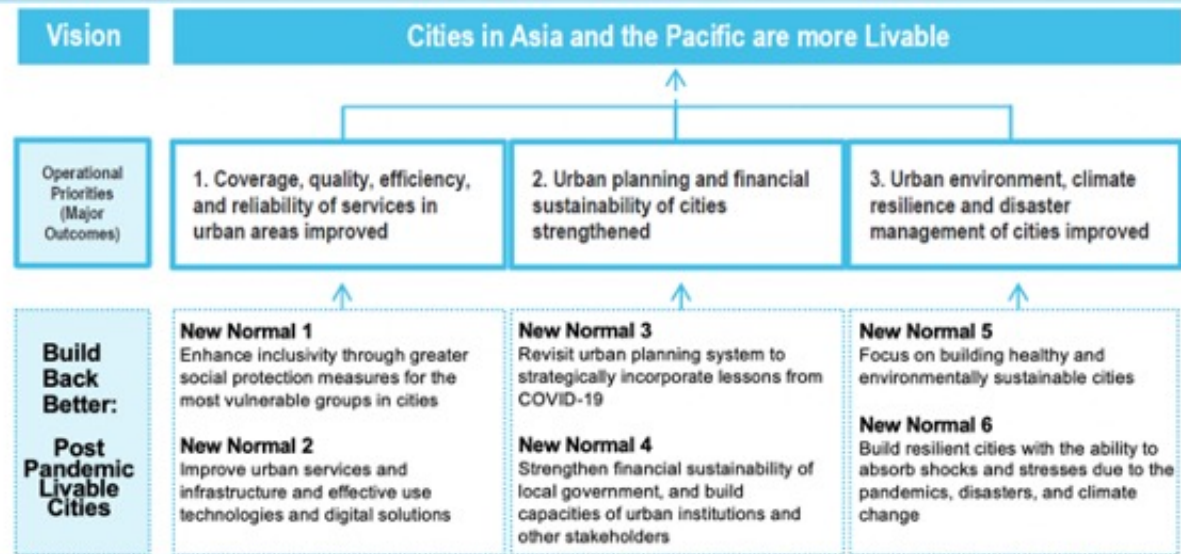 Vision
Cities in Asia and the Pacific are more Livable
Operational
Priorities
(Major
Outcomes)
1. Coverage, quality, efficiency,
and reliability of services in
urban areas improved
2. Urban planning and financial
sustainability of cities
strengthened
3. Urban environment, climate
resilience and disaster
management of cities improved
Build
Back
Better:
Post
Pandemic
Livable
Cities
New Normal 1
Enhance inclusivity through greater
social protection measures for the
most vulnerable groups in cities
New Normal 2
Improve urban services and
infrastructure and effective use
technologies and digital solutions
New Normal 3
Revisit urban planning system to
strategically incorporate lessons from
COVID-19
New Normal 4
Strengthen financial sustainability of
local government, and build
capacities of urban institutions and
other stakeholders
New Normal 5
Focus on building healthy and
environmentally sustainable cities
New Normal 6
Build resilient cities with the ability to
absorb shocks and stresses due to the
pandemics, disasters, and climate
change